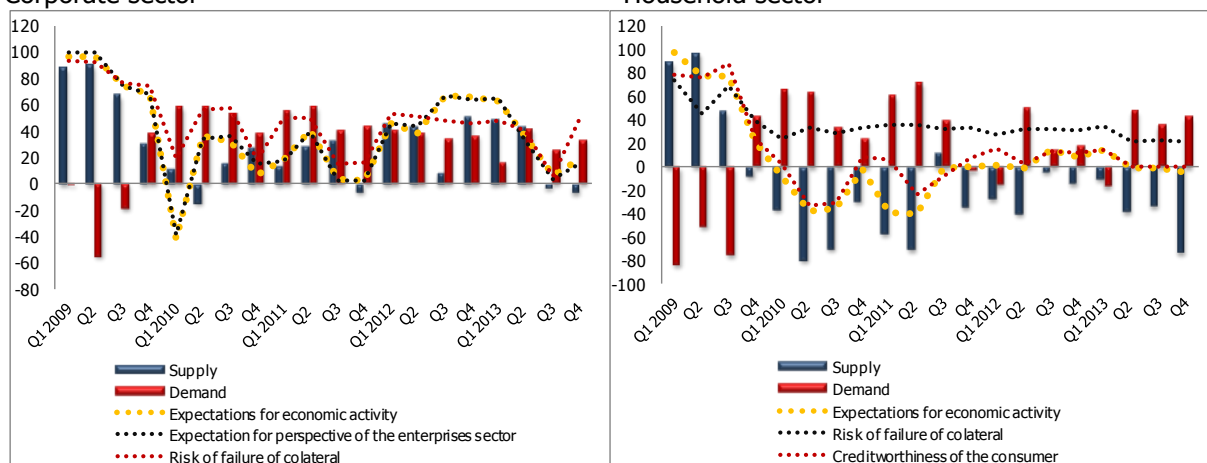 Corporate sector
Household sector
120
100
80
60
40
20
0
-20
-40
-60
-80
Q1 2009
Q2
Q3
Q4
Q1 2010
Q2
Q3
Q4
Q1 2011
Q2
Q3
Q4
Q1 2012
Q2
Q3
Q4
Q1 2013
Q2
Q3
Q4
Supply
Demand
Expectations for economic activity
Expectation for perspective of the enterprises sector
Risk of failure of colateral
120
100
80
60
40
20
0
-20
-40
-60
-80
-100
Q1 2009
Q2
Q3
Q4
Q1 2010
Q2
Q3
Q4
Q1 2011
Q2
Q3
Q4
Q1 2012
Q2
Q3
Q4
Q1 2013
Q2
Q3
Q4
Supply
Demand
Expectations for economic activity
Risk of failure of colateral
Creditworthiness of the consumer